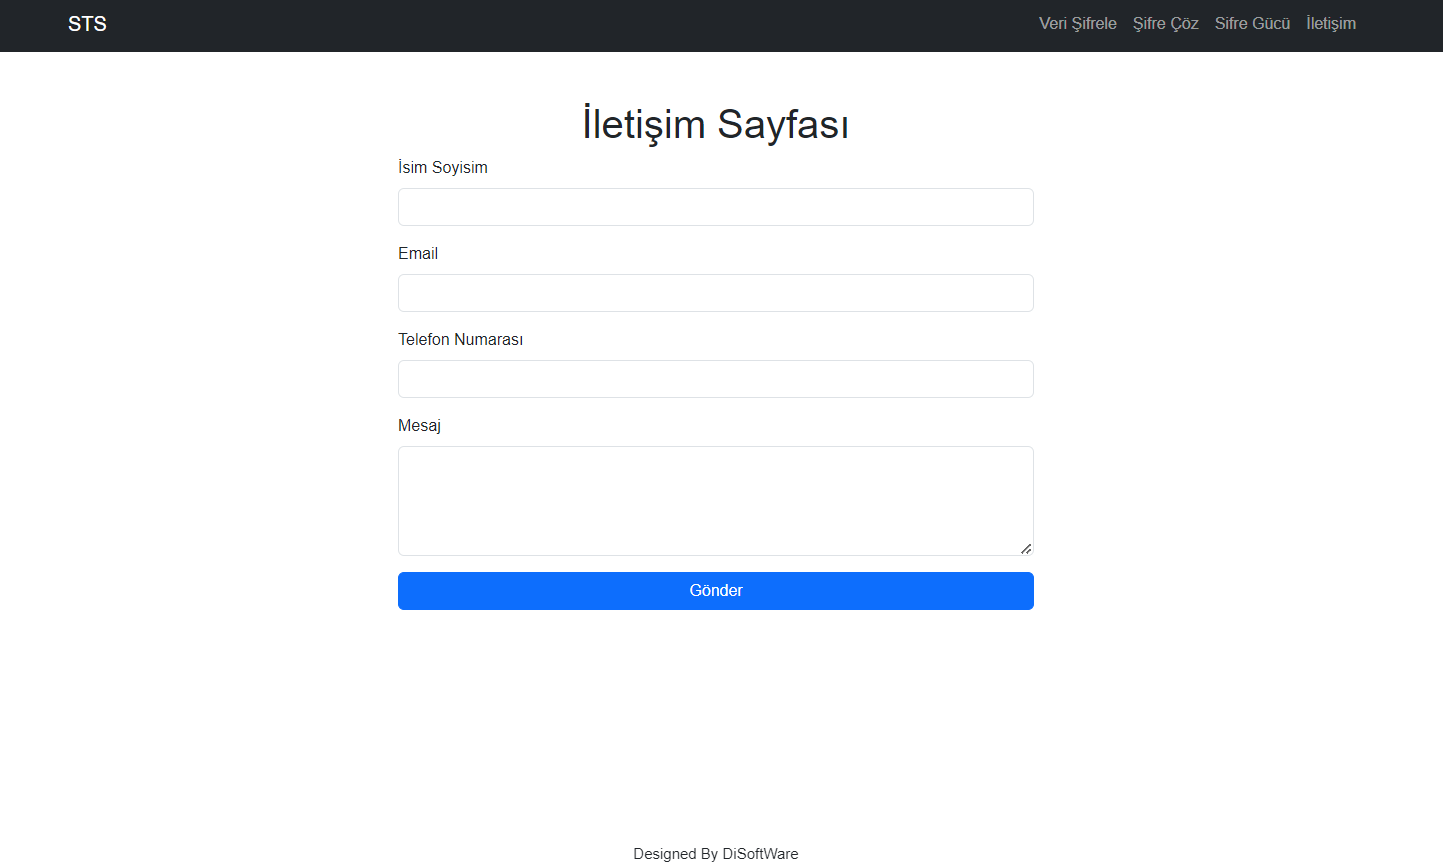 STS
Veri Şifrele Şifre Çöz Sifre Gücü İletişim
İletişim Sayfası
İsim Soyisim
Email
Telefon Numarası
Mesaj
Gönder
Designed By DiSoftWare